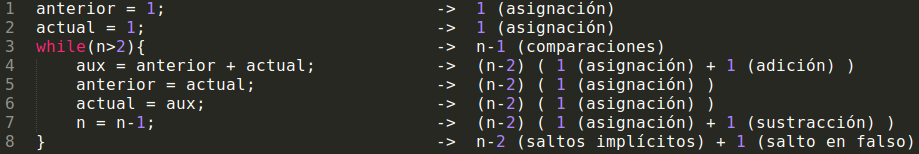 1 anterior = 1; -> 1 (asignación)
2 actual = 1; -> 1 (asignación)
3 while(n>2){ -> n-1 (comparaciones)
4 aux = anterior + actual; -> (n-2) ( 1 (asignación) + 1 (adición) )
5 anterior = actual; -> (n-2) ( 1 (asignación) )
6 actual = aux; -> (n-2) ( 1 (asignación) )
7 n = n-1; -> (n-2) ( 1 (asignación) + 1 (sustracción) )
8 } -> n-2 (saltos implícitos) + 1 (salto en falso)